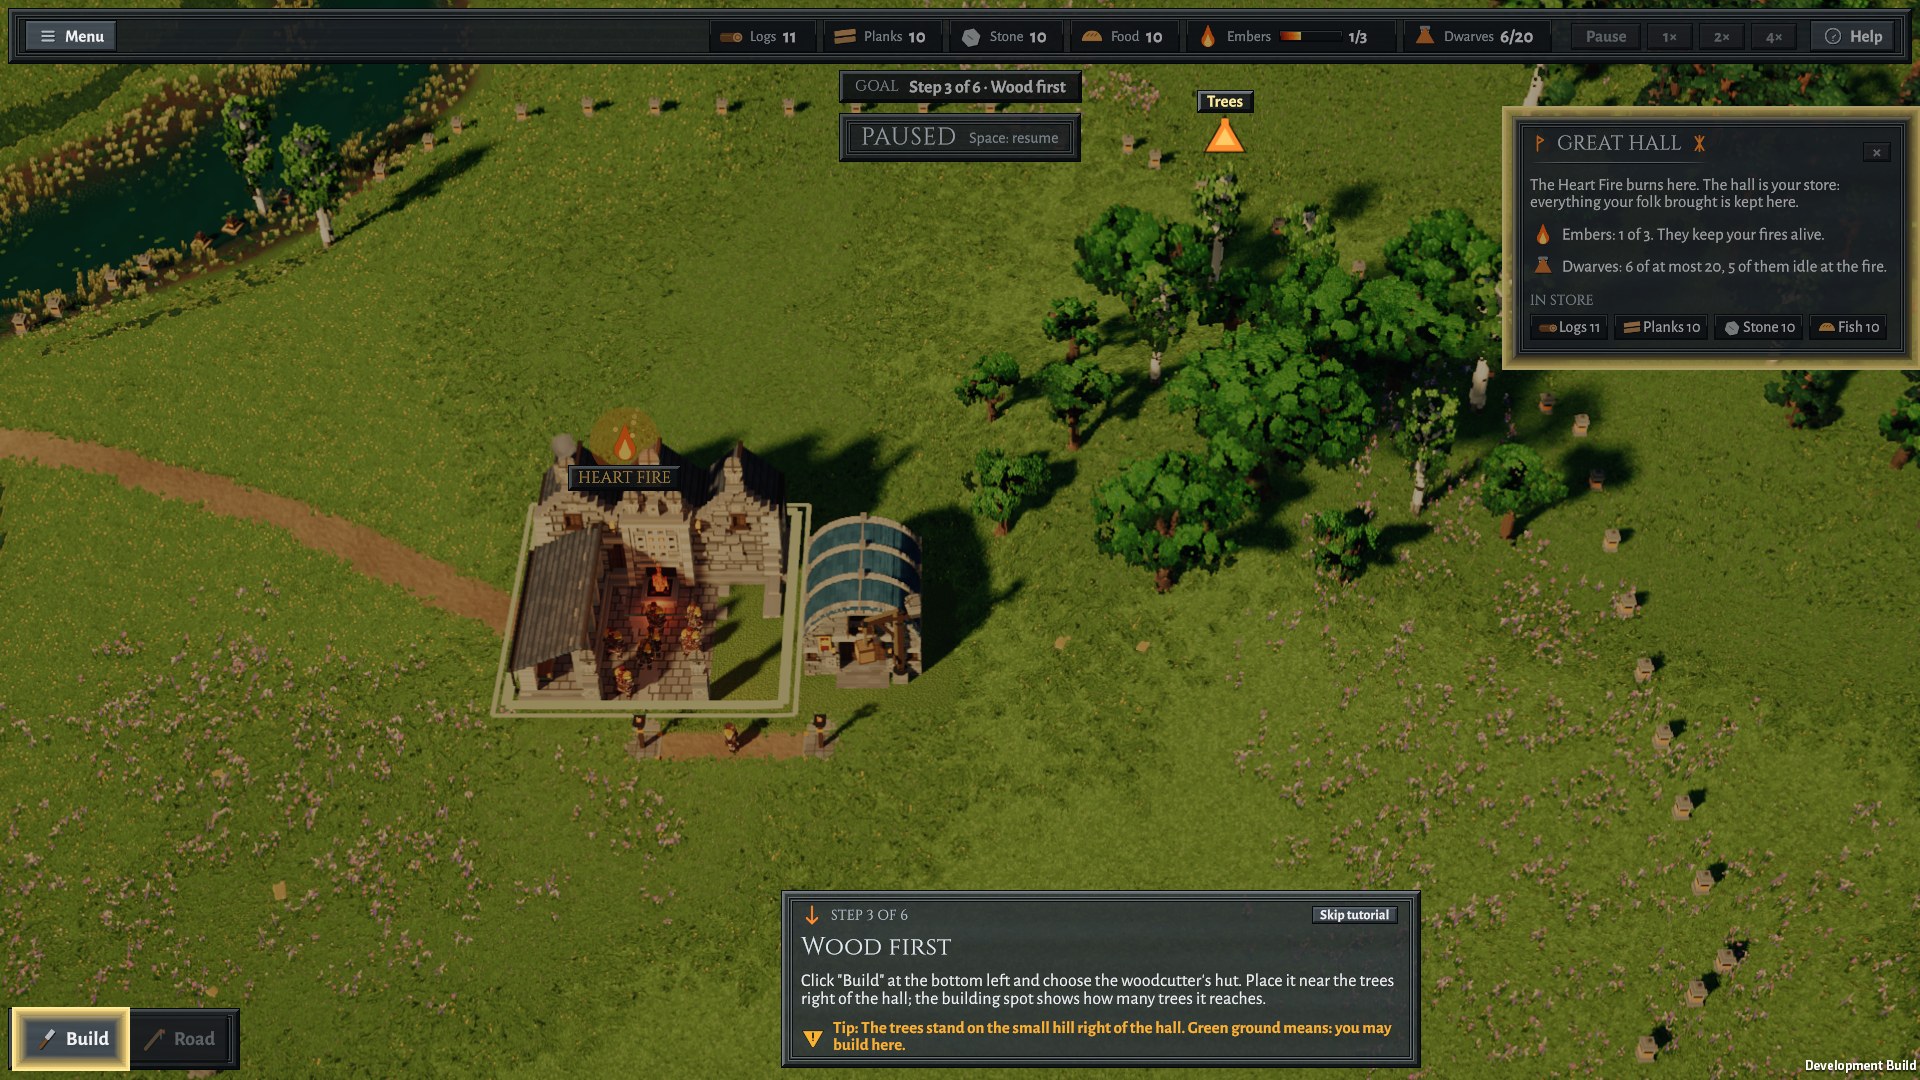 Menu
Logs 11
Planks 10
Stone 10
Food 10
Embers 1/3
Dwarves 6/20
Pause
1×
2×
4×
Help
GOAL Step 3 of 6 · Wood first
PAUSED Space: resume
Trees
GREAT HALL
×
The Heart Fire burns here. The hall is your store:
everything your folk brought is kept here.
Embers: 1 of 3. They keep your fires alive.
Dwarves: 6 of at most 20, 5 of them idle at the fire.
IN STORE
Logs 11
Planks 10
Stone 10
Fish 10
HEART FIRE
STEP 3 OF 6
Skip tutorial
WOOD FIRST
Click "Build" at the bottom left and choose the woodcutter's hut. Place it near the trees
right of the hall; the building spot shows how many trees it reaches.
Tip: The trees stand on the small hill right of the hall. Green ground means: you may
build here.
Build
Road
Development Build